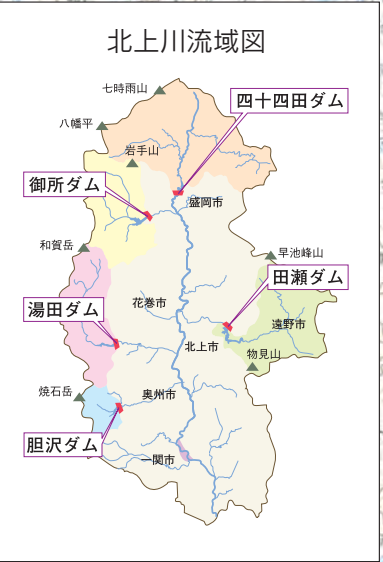 北上川流域図
七時雨山
四十四田ダム
八幡平
岩手山
御所ダム
盛岡市
和賀岳
早池峰山
田瀬ダム
花巻市
湯田ダム
遠野市
北上市
物見山
焼石岳
奥州市
胆沢ダム
一関市